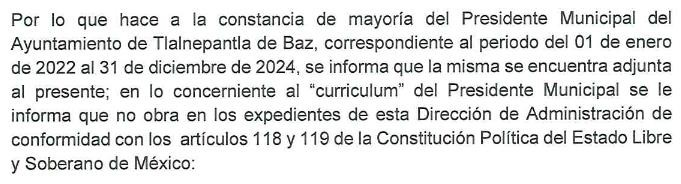 Por lo que hace a la constancia de mayoría del Presidente Municipal del
Ayuntamiento de Tlalnepantla de Baz, correspondiente al periodo del 01 de enero
de 2022 al 31 de diciembre de 2024, se informa que la misma se encuentra adjunta
al presente; en lo concerniente al “curriculum” del Presidente Municipal se le
informa que no obra en los expedientes de esta Dirección de Administración de
conformidad con los artículos 118 y 119 de la Constitución Política del Estado Libre
y Soberano de México: